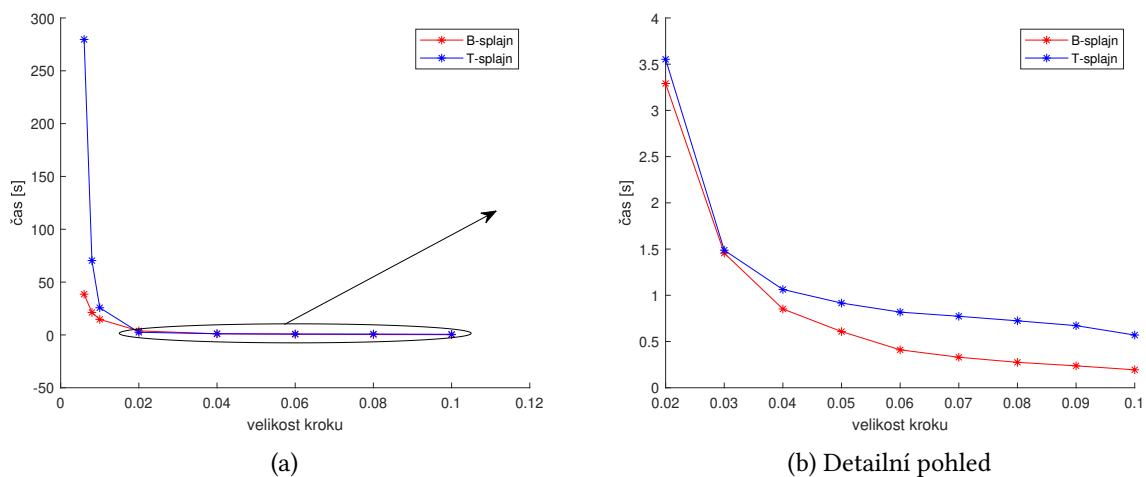 300
250
200
150
100
50
0
-50
čas [s]
0 0.02 0.04 0.06 0.08 0.1 0.12
velikost kroku
B-splajn
T-splajn
(a)
4
3.5
3
2.5
2
1.5
1
0.5
0
čas [s]
0.02 0.03 0.04 0.05 0.06 0.07 0.08 0.09 0.1
velikost kroku
B-splajn
T-splajn
(b) Detailní pohled